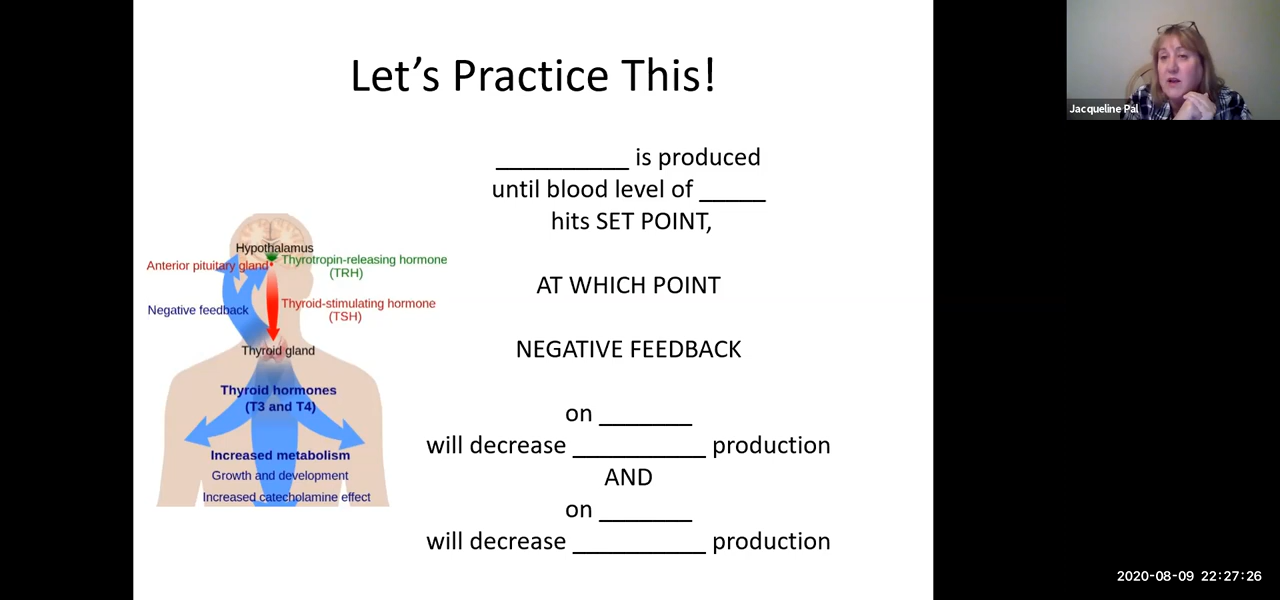 Let's Practice This!
__________ is produced
until blood level of _____
hits SET POINT,
AT WHICH POINT
NEGATIVE FEEDBACK
on _______
will decrease __________ production
AND
on _______
will decrease __________ production
Hypothalamus
Anterior pituitary gland
Thyrotropin-releasing hormone
(TRH)
Negative feedback
Thyroid-stimulating hormone
(TSH)
Thyroid gland
Thyroid hormones
(T3 and T4)
Increased metabolism
Growth and development
Increased catecholamine effect
Jacqueline Pal
2020-08-09 22:27:26